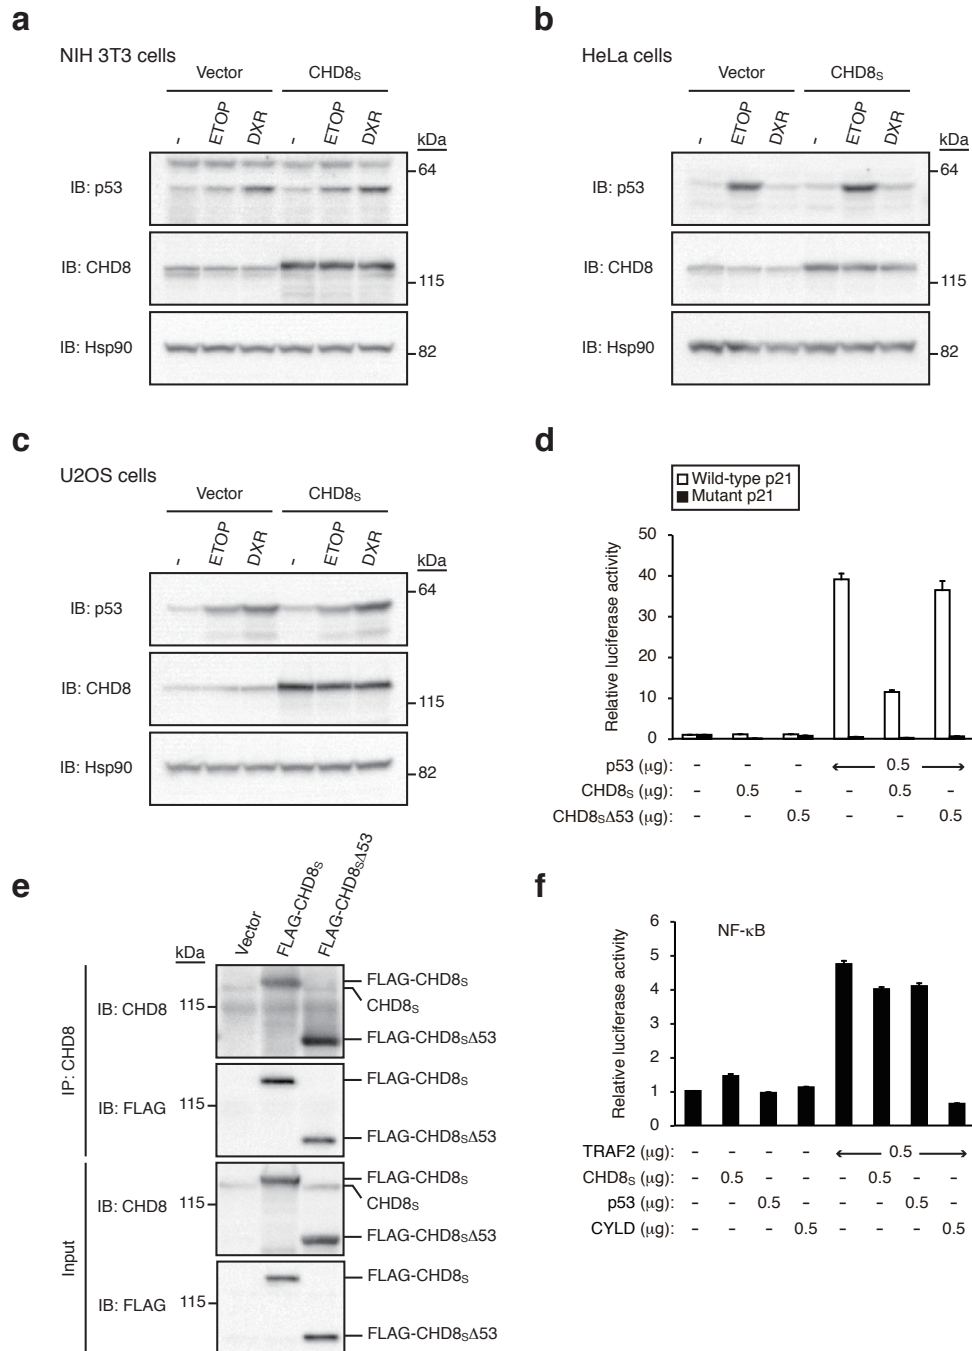 a
NIH 3T3 cells
Vector CHD8S
- ETOP DXR - ETOP DXR
kDa
IB: p53 64
IB: CHD8 115
IB: Hsp90 82
b
HeLa cells
Vector CHD8S
- ETOP DXR - ETOP DXR
kDa
IB: p53 64
IB: CHD8 115
IB: Hsp90 82
c
U2OS cells
Vector CHD8S
- ETOP DXR - ETOP DXR
kDa
IB: p53 64
IB: CHD8 115
IB: Hsp90 82
d
Wild-type p21
Mutant p21
Relative luciferase activity
50
40
30
20
10
0
p53 (µg): – – – 0.5
CHD8S (µg): – 0.5 – – 0.5 –
CHD8SΔ53 (µg): – – 0.5 – – 0.5
e
Vector FLAG-CHD8S FLAG-CHD8SΔ53
kDa
IP: CHD8
IB: CHD8 115 FLAG-CHD8S
CHD8S
FLAG-CHD8SΔ53
IB: FLAG 115 FLAG-CHD8S
FLAG-CHD8SΔ53
Input
IB: CHD8 115 FLAG-CHD8S
CHD8S
FLAG-CHD8SΔ53
IB: FLAG 115 FLAG-CHD8S
FLAG-CHD8SΔ53
f
NF-κB
Relative luciferase activity
6
5
4
3
2
1
0
TRAF2 (µg): – – – – 0.5
CHD8S (µg): – 0.5 – – – 0.5 – –
p53 (µg): – – 0.5 – – – 0.5 –
CYLD (µg): – – – 0.5 – – – 0.5